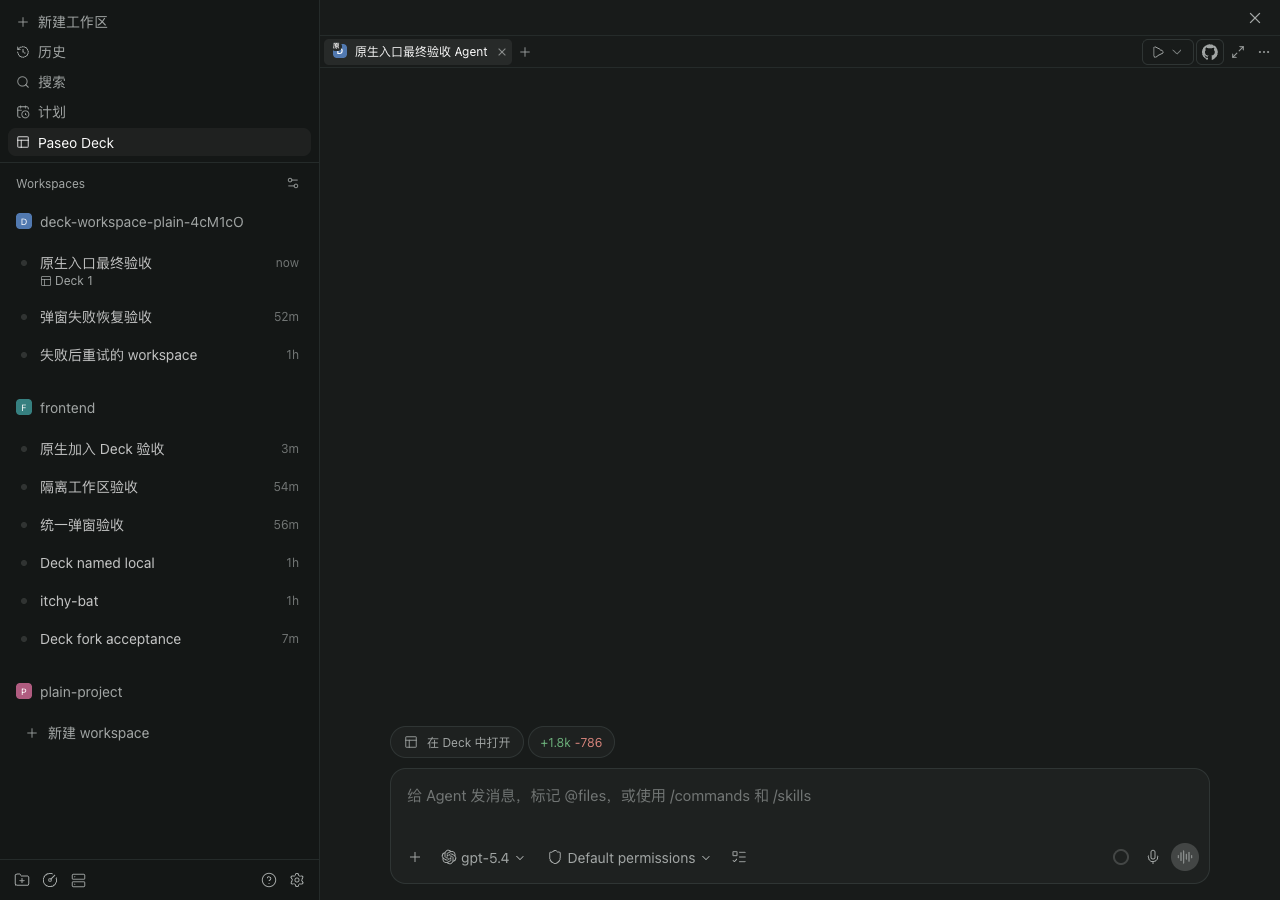 新建工作区
历史
搜索
计划
Paseo Deck
Workspaces
D deck-workspace-plain-4cM1cO
原生入口最终验收 now
Deck 1
弹窗失败恢复验收 52m
失败后重试的 workspace 1h
F frontend
原生加入 Deck 验收 3m
隔离工作区验收 54m
统一弹窗验收 56m
Deck named local 1h
itchy-bat 1h
Deck fork acceptance 7m
P plain-project
新建 workspace
原生入口最终验收 Agent
在 Deck 中打开 +1.8k -786
给 Agent 发消息，标记 @files，或使用 /commands 和 /skills
gpt-5.4 Default permissions